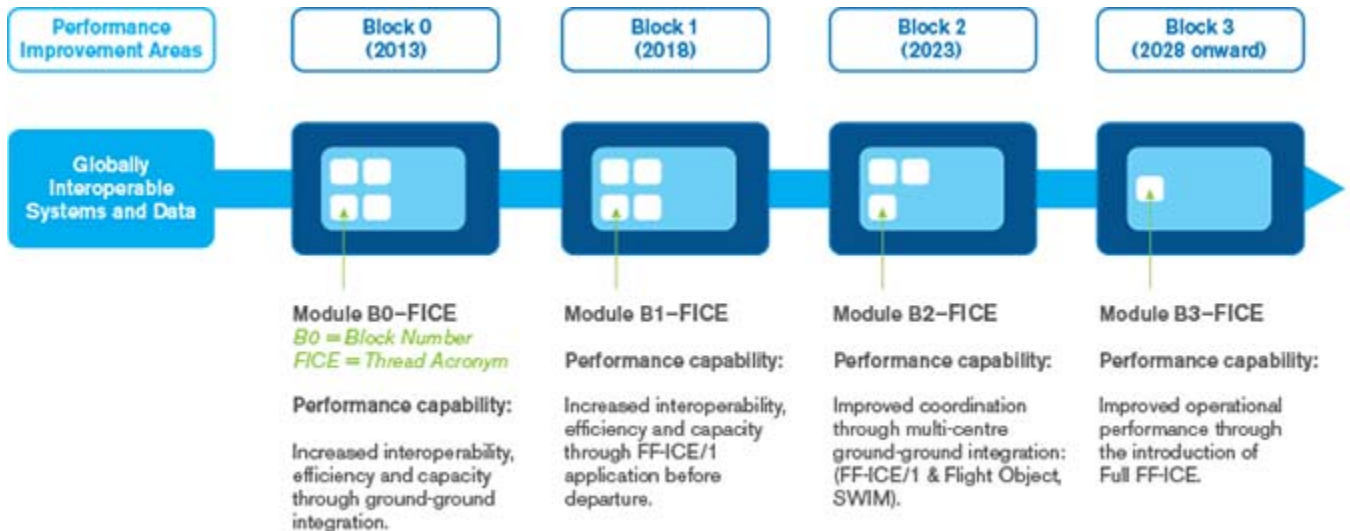 Performance
Improvement Areas
Block 0
(2013)
Block 1
(2018)
Block 2
(2023)
Block 3
(2028 onward)
Globally
Interoperable
Systems and Data
Module B0–FICE
B0 = Block Number
FICE = Thread Acronym
Performance capability:
Increased interoperability,
efficiency and capacity
through ground-ground
integration.
Module B1–FICE
Performance capability:
Increased interoperability,
efficiency and capacity
through FF-ICE/1
application before
departure.
Module B2–FICE
Performance capability:
Improved coordination
through multi-centre
ground-ground integration:
(FF-ICE/1 & Flight Object,
SWIM).
Module B3–FICE
Performance capability:
Improved operational
performance through
the introduction of
Full FF-ICE.